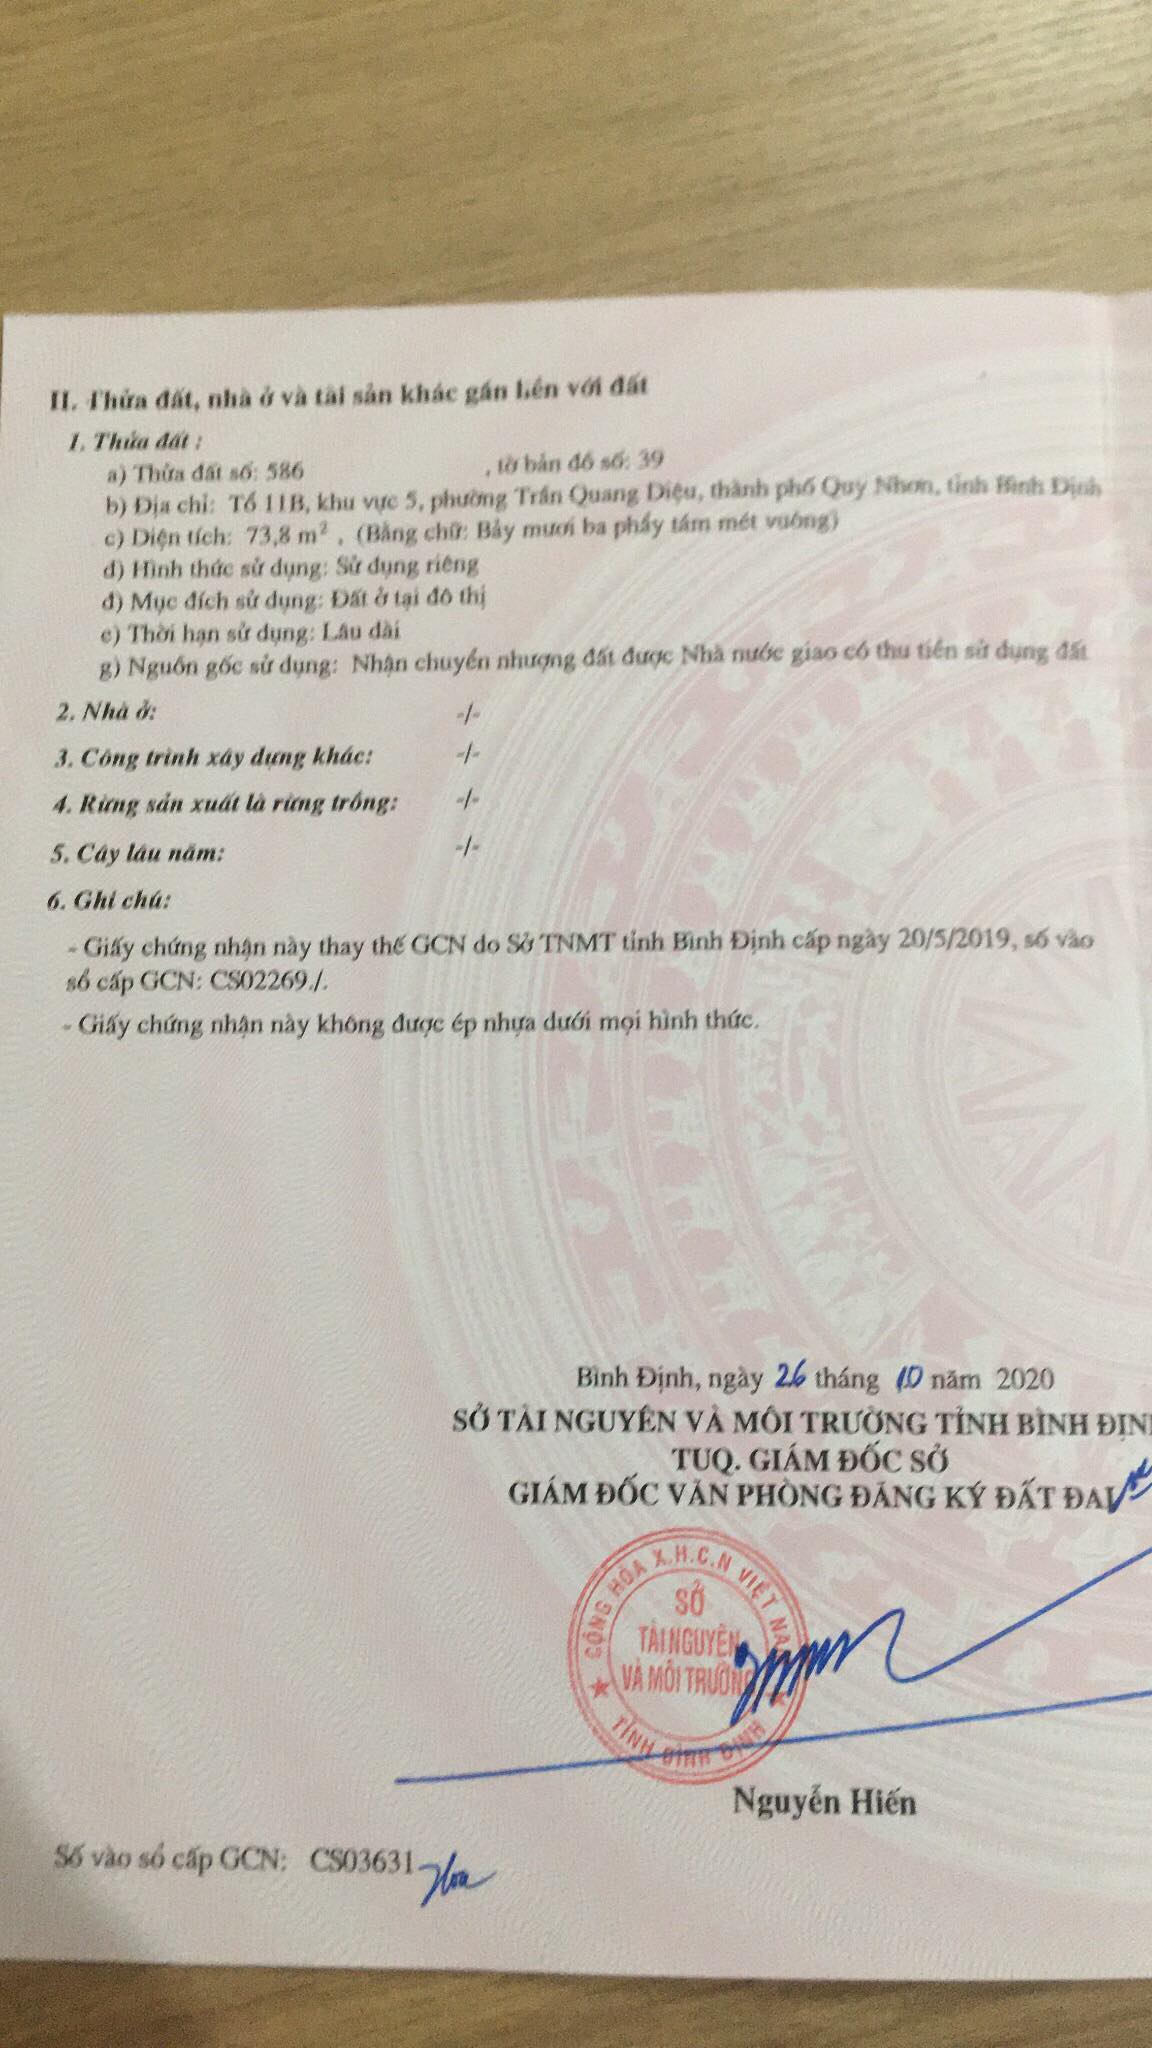 II. Thửa đất, nhà ở và tài sản khác gắn liền với đất
1. Thửa đất :
a) Thửa đất số: 586 , tờ bản đồ số: 39
b) Địa chỉ: Tổ 11B, khu vực 5, phường Trần Quang Diệu, thành phố Quy Nhơn, tỉnh Bình Định
c) Diện tích: 73,8 m² , (Bằng chữ: Bảy mươi ba phẩy tám mét vuông)
d) Hình thức sử dụng: Sử dụng riêng
đ) Mục đích sử dụng: Đất ở tại đô thị
e) Thời hạn sử dụng: Lâu dài
g) Nguồn gốc sử dụng: Nhận chuyển nhượng đất được Nhà nước giao có thu tiền sử dụng đất
2. Nhà ở: -/-
3. Công trình xây dựng khác: -/-
4. Rừng sản xuất là rừng trồng: -/-
5. Cây lâu năm: -/-
6. Ghi chú:
- Giấy chứng nhận này thay thế GCN do Sở TNMT tỉnh Bình Định cấp ngày 20/5/2019, số vào
sổ cấp GCN: CS02269./.
- Giấy chứng nhận này không được ép nhựa dưới mọi hình thức.
Bình Định, ngày 26 tháng 10 năm 2020
SỞ TÀI NGUYÊN VÀ MÔI TRƯỜNG TỈNH BÌNH ĐỊN
TUQ. GIÁM ĐỐC SỞ
GIÁM ĐỐC VĂN PHÒNG ĐĂNG KÝ ĐẤT ĐAI
CỘNG HÒA X.H.C.N VIỆT NAM
SỞ
TÀI NGUYÊN
VÀ MÔI TRƯỜNG
TỈNH BÌNH ĐỊNH
Nguyễn Hiến
Số vào sổ cấp GCN: CS03631